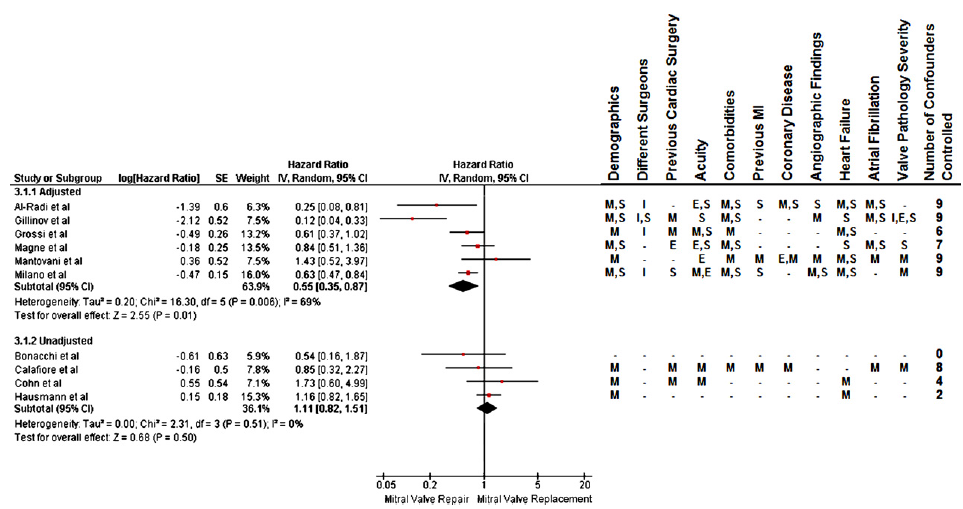 Demographics
Different Surgeons
Previous Cardiac Surgery
Acuity
Comorbidities
Previous MI
Coronary Disease
Angiographic Findings
Heart Failure
Atrial Fibrillation
Valve Pathology Severity
Number of Confounders
Controlled
Hazard Ratio Hazard Ratio
Study or Subgroup log[Hazard Ratio] SE Weight IV, Random, 95% CI IV, Random, 95% CI
3.1.1 Adjusted
Al-Radi et al -1.39 0.6 6.3% 0.25 [0.08, 0.81] M,S I - E,S M,S S M,S S M,S M,S - 9
Gillinov et al -2.12 0.52 7.5% 0.12 [0.04, 0.33] M,S I,S M S M,S - - M S M,S I,E,S 9
Grossi et al -0.49 0.26 13.2% 0.61 [0.37, 1.02] M I M M,S M - - - M,S - - 6
Magne et al -0.18 0.25 13.5% 0.84 [0.51, 1.36] M,S - E E,S M,S - - - S M,S S 7
Mantovani et al 0.36 0.52 7.5% 1.43 [0.52, 3.97] M - - E M M E,M M M,S M M 9
Milano et al -0.47 0.15 16.0% 0.63 [0.47, 0.84] M,S I S M,E M,S S - M,S M,S - M 9
Subtotal (95% CI) 63.9% 0.55 [0.35, 0.87]
Heterogeneity: Tau² = 0.20; Chi² = 16.30, df = 5 (P = 0.006); I² = 69%
Test for overall effect: Z = 2.55 (P = 0.01)
3.1.2 Unadjusted
Bonacchi et al -0.61 0.63 5.9% 0.54 [0.16, 1.87] - - - - - - - - - - - 0
Calafiore et al -0.16 0.5 7.8% 0.85 [0.32, 2.27] M - M M M M M - - M M 8
Cohn et al 0.55 0.54 7.1% 1.73 [0.60, 4.99] M - M M - - - - M - - 4
Hausmann et al 0.15 0.18 15.3% 1.16 [0.82, 1.65] M - - - - - - - M - - 2
Subtotal (95% CI) 36.1% 1.11 [0.82, 1.51]
Heterogeneity: Tau² = 0.00; Chi² = 2.31, df = 3 (P = 0.51); I² = 0%
Test for overall effect: Z = 0.68 (P = 0.50)
0.05 0.2 1 5 20
Mitral Valve Repair Mitral Valve Replacement